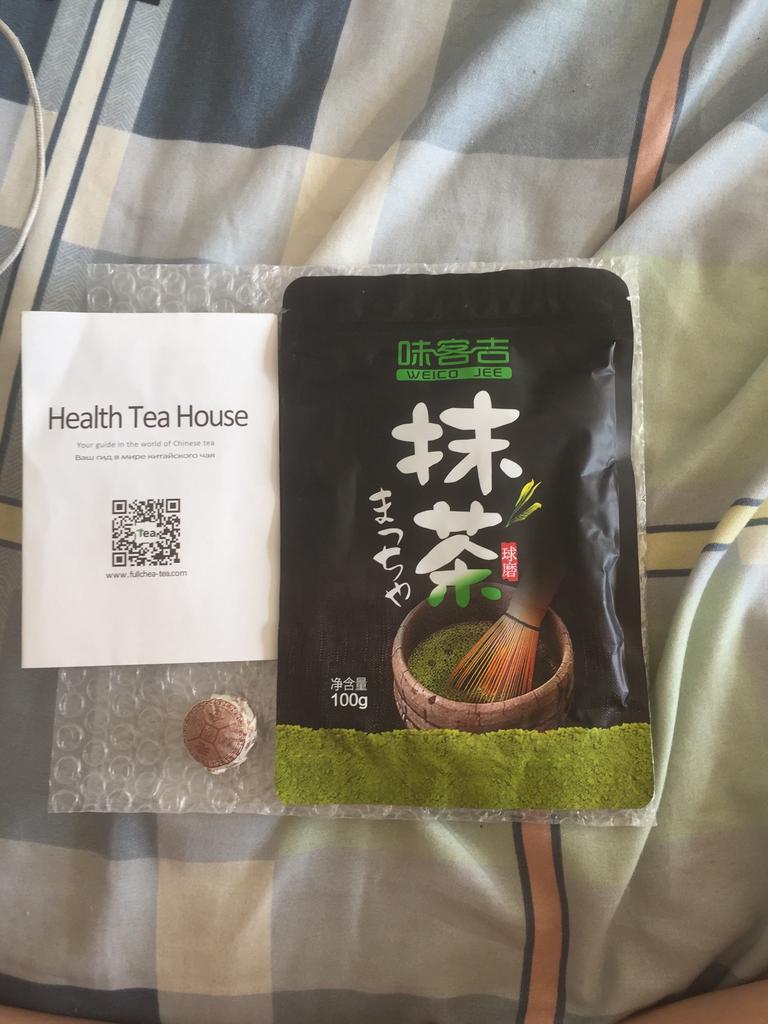 Health Tea House
Your guide in the world of Chinese tea
Ваш гид в мире китайского чая
Tea
www.fullchea-tea.com
味客吉
WEICO JEE
抹茶
まっちゃ
球磨
净含量
100g